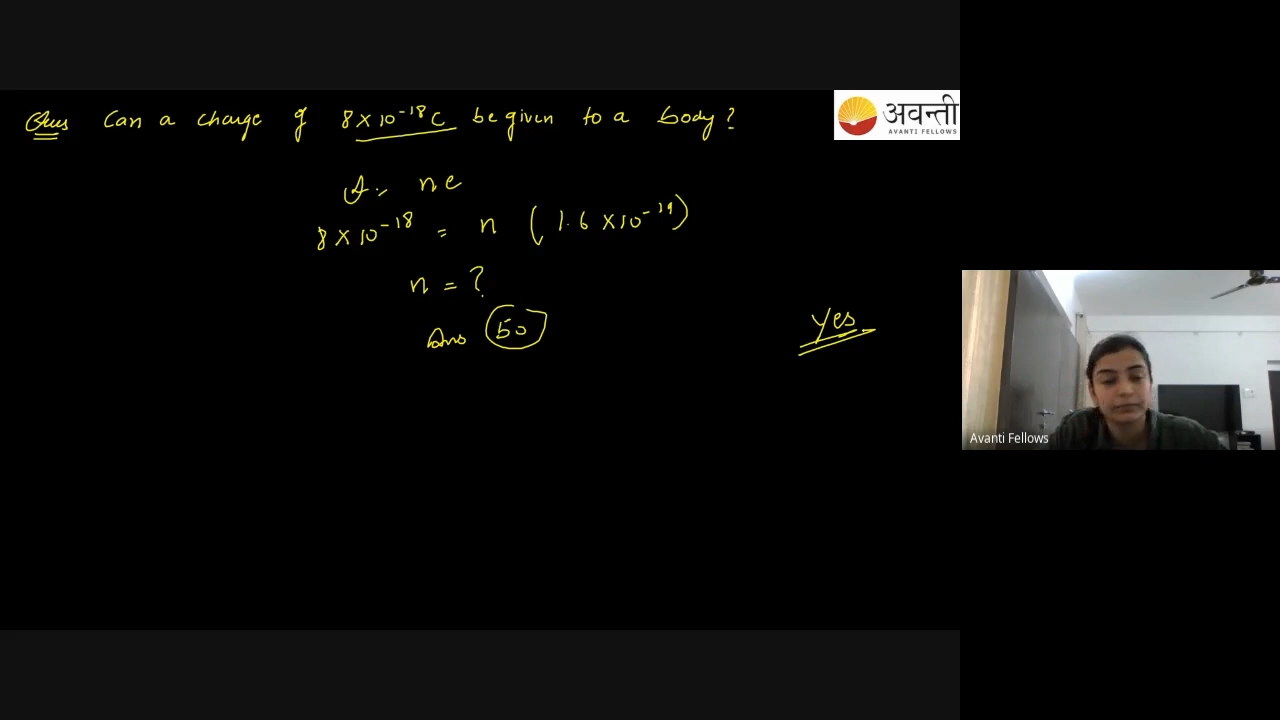 Ques Can a charge of 8×10⁻¹⁸C be given to a body?
अवन्ती
AVANTI FELLOWS
Q = ne
8×10⁻¹⁸ = n (1.6×10⁻¹⁹)
n = ?
Ans 50
Yes
Avanti Fellows